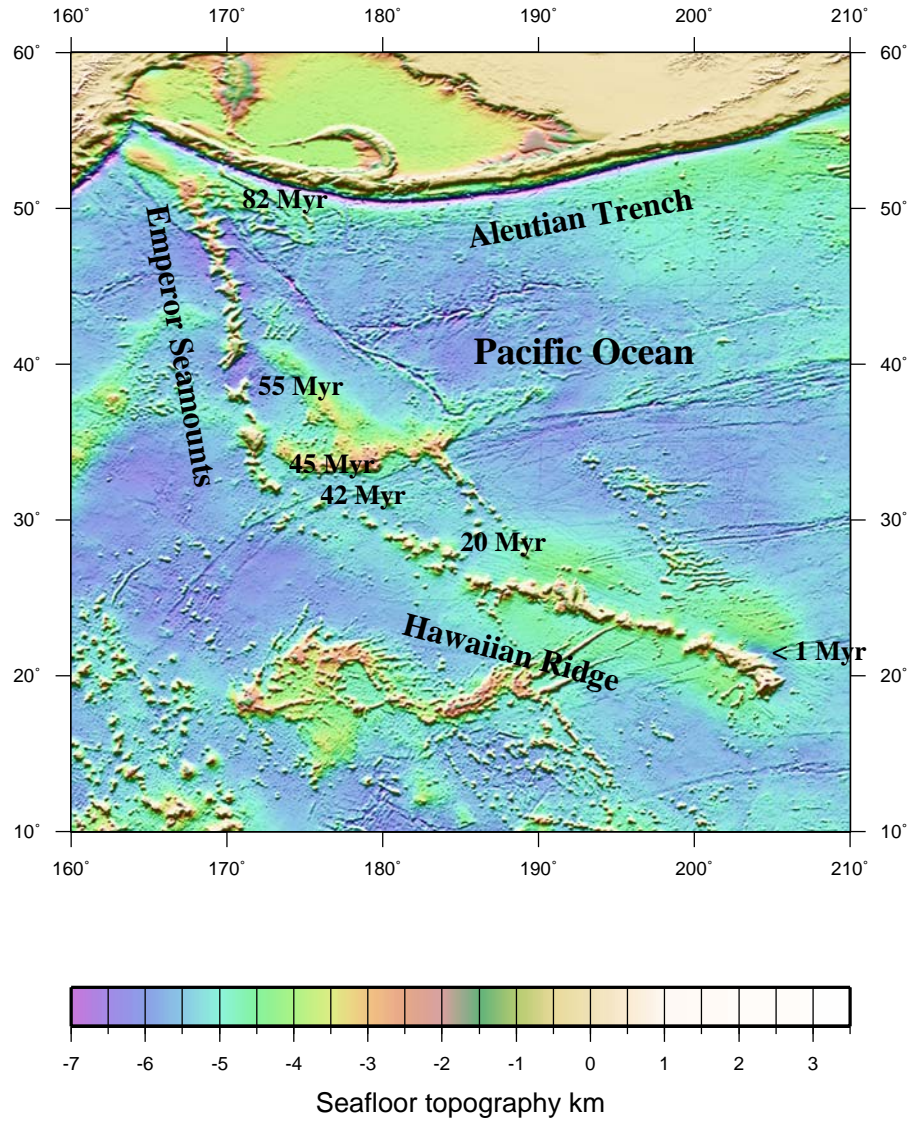 160˚ 170˚ 180˚ 190˚ 200˚ 210˚
60˚ 60˚
82 Myr
50˚ 50˚
Aleutian Trench
Emperor Seamounts
Pacific Ocean
40˚ 40˚
55 Myr
45 Myr
42 Myr
30˚ 30˚
20 Myr
Hawaiian Ridge
< 1 Myr
20˚ 20˚
10˚ 10˚
160˚ 170˚ 180˚ 190˚ 200˚ 210˚
-7 -6 -5 -4 -3 -2 -1 0 1 2 3
Seafloor topography km